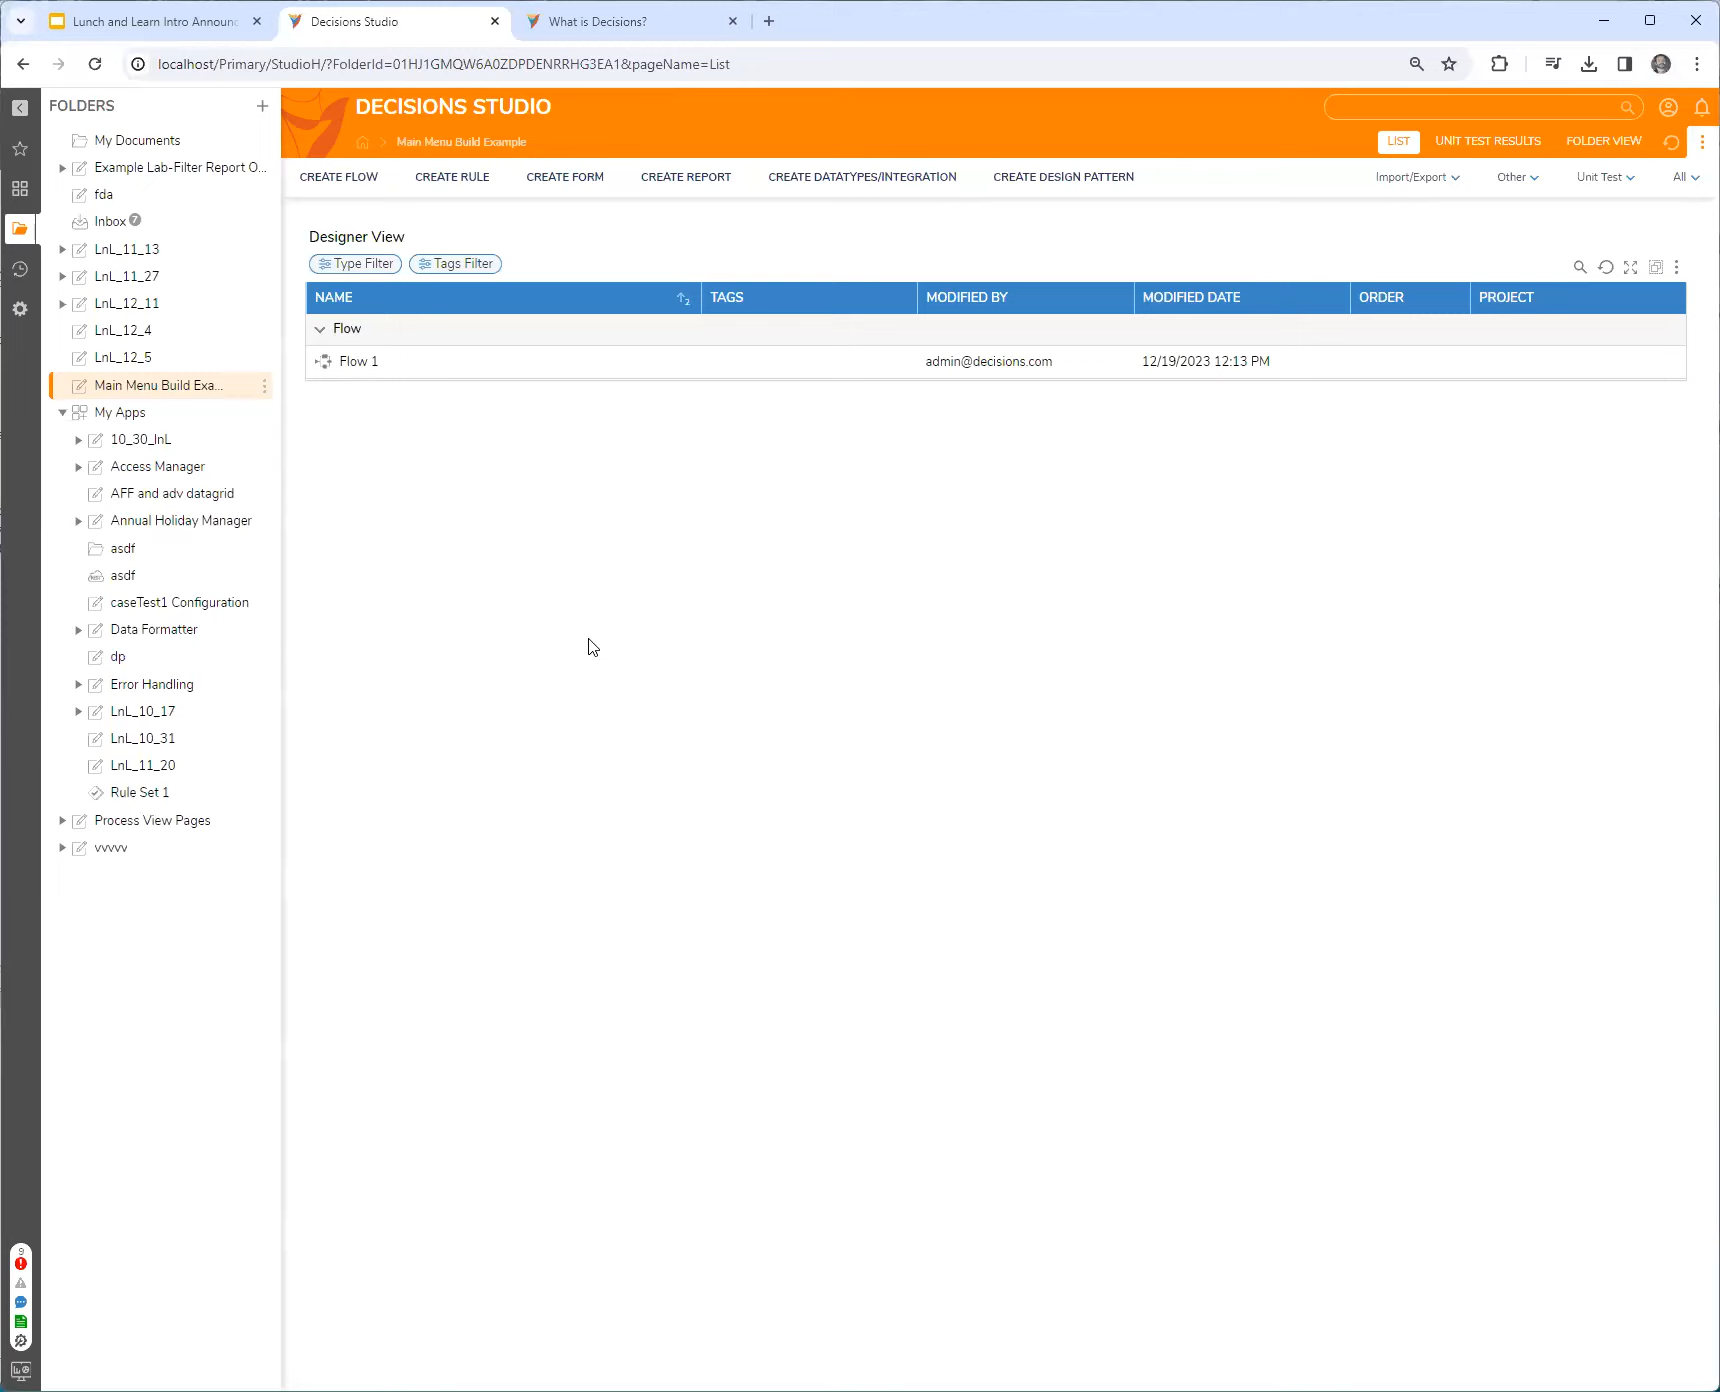 Lunch and Learn Intro Announc
Decisions Studio
What is Decisions?
localhost/Primary/StudioH/?FolderId=01HJ1GMQW6A0ZDPDENRRHG3EA1&pageName=List
FOLDERS
My Documents
Example Lab-Filter Report O...
fda
Inbox 7
LnL_11_13
LnL_11_27
LnL_12_11
LnL_12_4
LnL_12_5
Main Menu Build Exa...
My Apps
10_30_lnL
Access Manager
AFF and adv datagrid
Annual Holiday Manager
asdf
asdf
caseTest1 Configuration
Data Formatter
dp
Error Handling
LnL_10_17
LnL_10_31
LnL_11_20
Rule Set 1
Process View Pages
vvvvv
9
DECISIONS STUDIO
Main Menu Build Example
LIST UNIT TEST RESULTS FOLDER VIEW
CREATE FLOW CREATE RULE CREATE FORM CREATE REPORT CREATE DATATYPES/INTEGRATION CREATE DESIGN PATTERN Import/Export Other Unit Test All
Designer View
Type Filter Tags Filter
NAME TAGS MODIFIED BY MODIFIED DATE ORDER PROJECT
Flow
Flow 1 admin@decisions.com 12/19/2023 12:13 PM